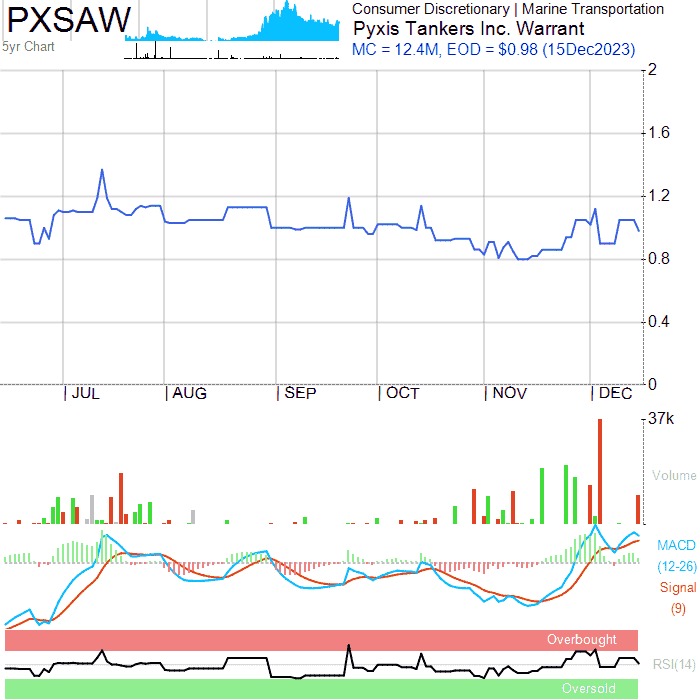 PXSAW
5yr Chart
Consumer Discretionary | Marine Transportation
Pyxis Tankers Inc. Warrant
MC = 12.4M, EOD = $0.98 (15Dec2023)
2
1.6
1.2
0.8
0.4
0
JUL AUG SEP OCT NOV DEC
37k
Volume
MACD
(12-26)
Signal
(9)
Overbought
RSI(14)
Oversold